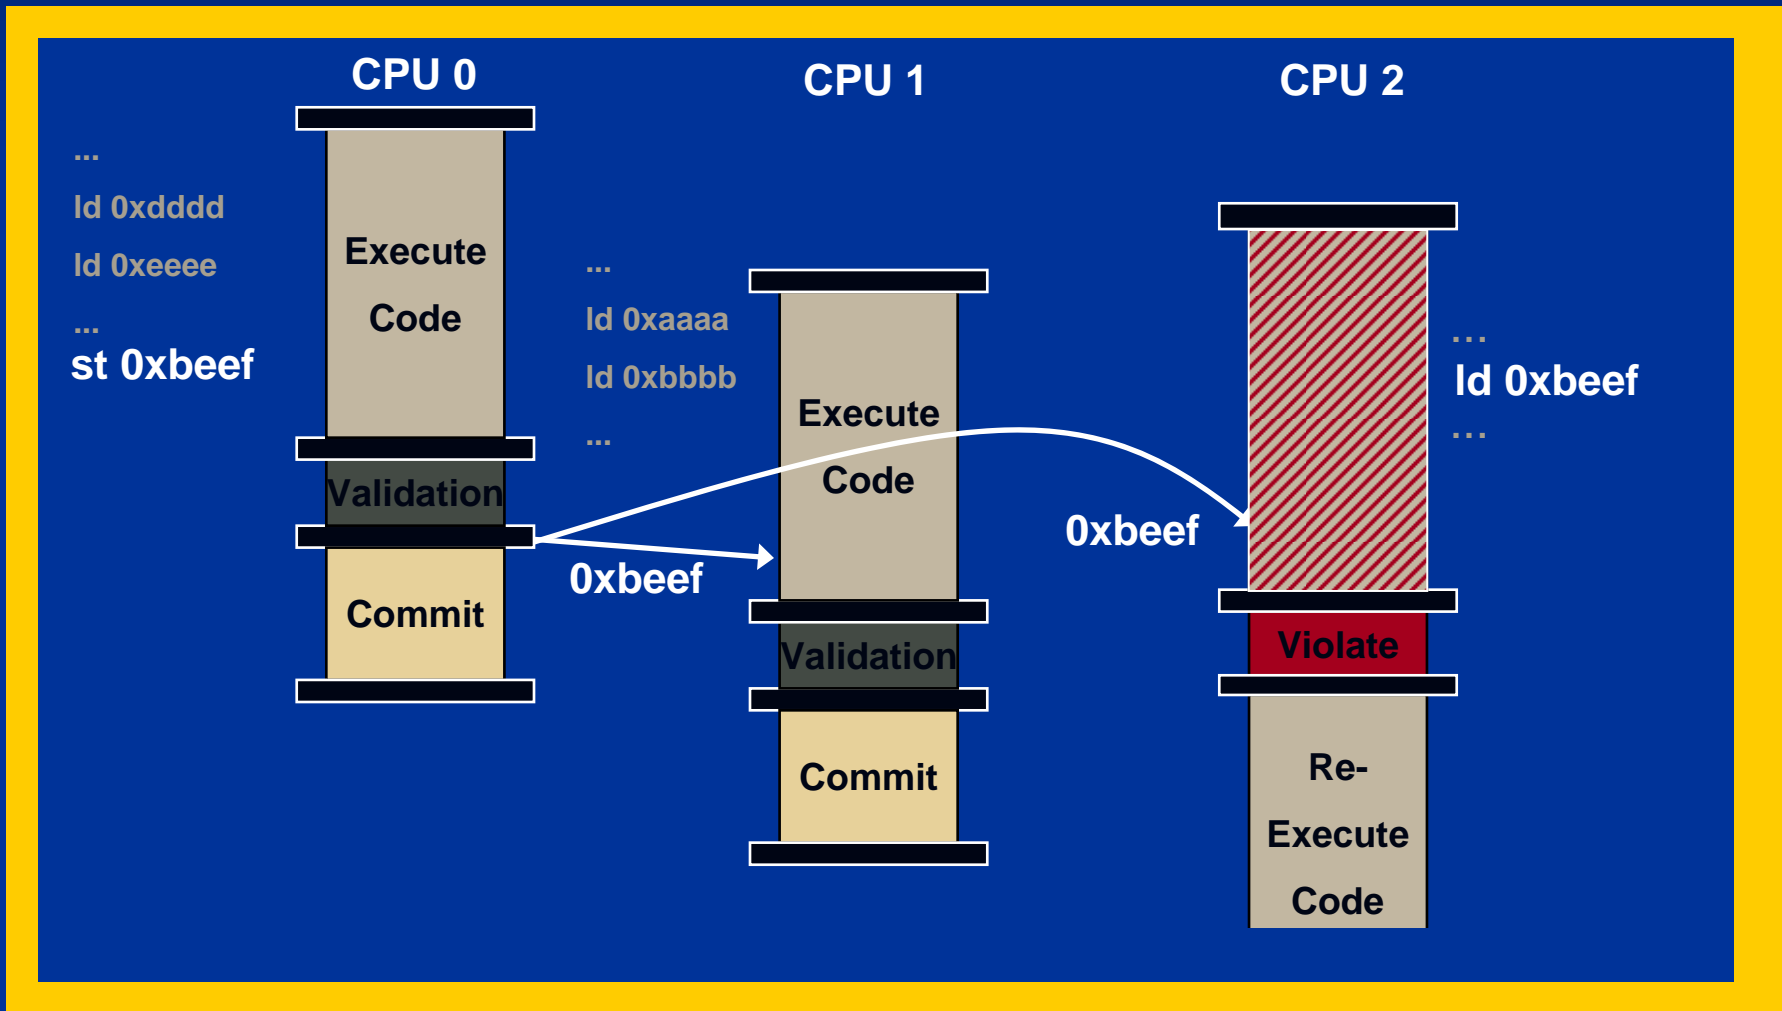 CPU 0
CPU 1
CPU 2
...
ld 0xdddd
ld 0xeeee
...
st 0xbeef
Execute
Code
Validation
Commit
...
ld 0xaaaa
ld 0xbbbb
...
0xbeef
Execute
Code
Validation
Commit
0xbeef
...
ld 0xbeef
...
Violate
Re-
Execute
Code